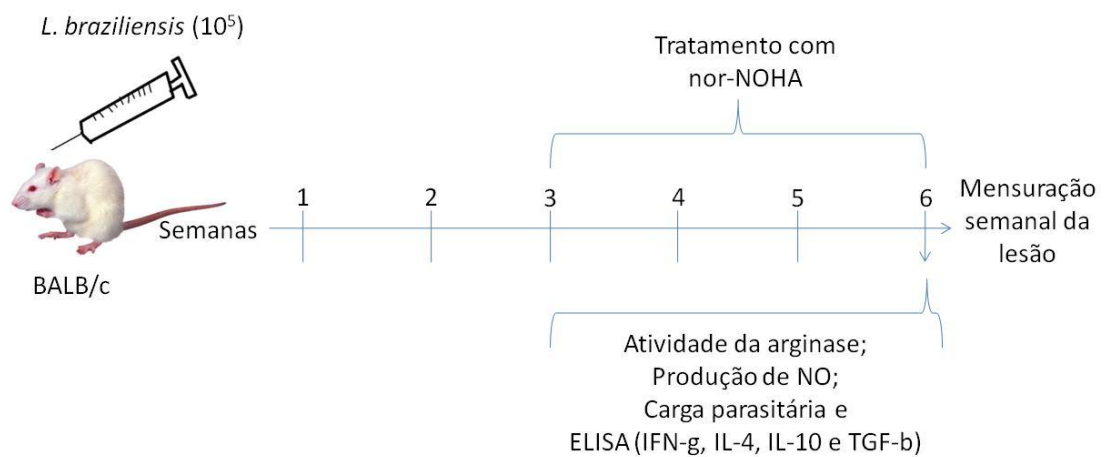 L. braziliensis (10⁵)
BALB/c
Semanas
1
2
3
4
5
6
Tratamento com
nor-NOHA
Mensuração
semanal da
lesão
Atividade da arginase;
Produção de NO;
Carga parasitária e
ELISA (IFN-g, IL-4, IL-10 e TGF-b)